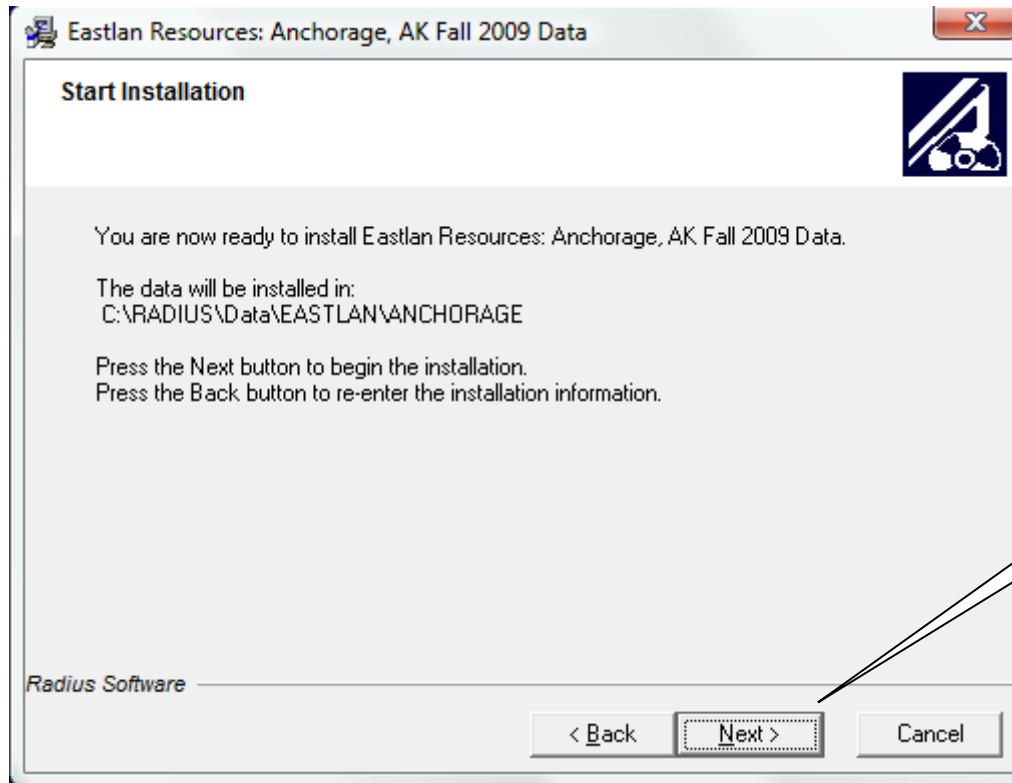 Eastlan Resources: Anchorage, AK Fall 2009 Data
Start Installation
You are now ready to install Eastlan Resources: Anchorage, AK Fall 2009 Data.
The data will be installed in:
C:\RADIUS\Data\EASTLAN\ANCHORAGE
Press the Next button to begin the installation.
Press the Back button to re-enter the installation information.
Radius Software
< Back Next > Cancel